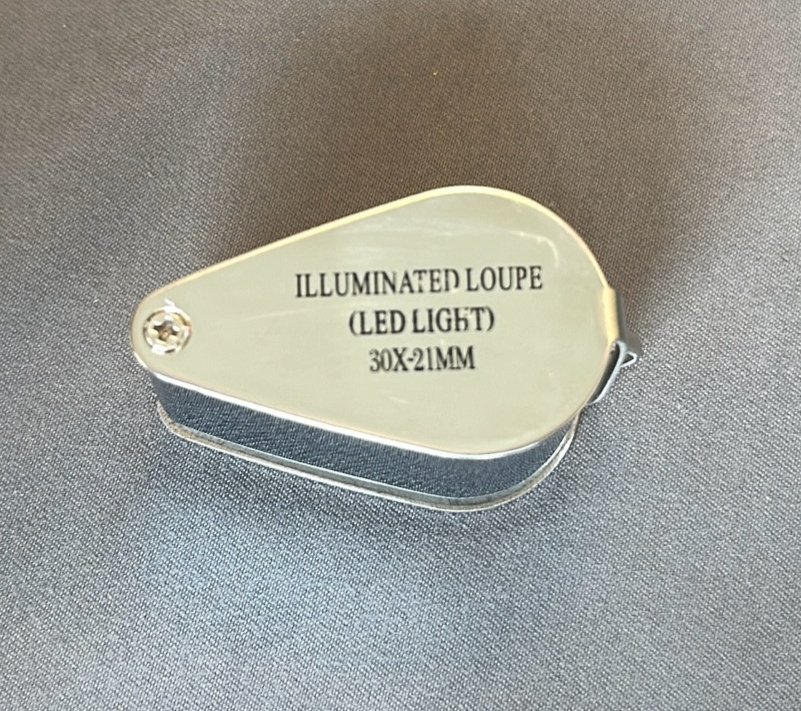 ILLUMINATED LOUPE
(LED LIGHT)
30X-21MM